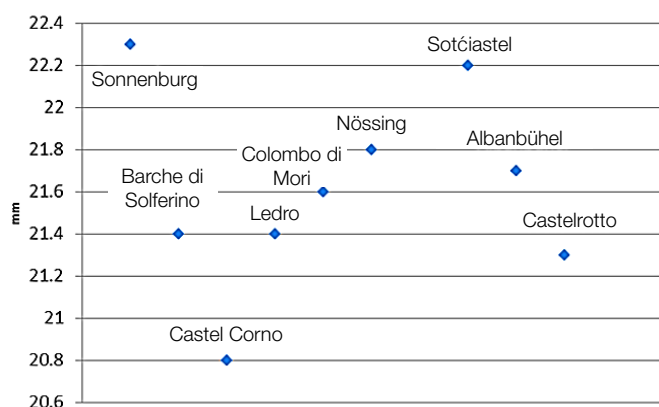 22.4
22.2
22
21.8
21.6
21.4
21.2
21
20.8
20.6
mm
Sonnenburg
Barche di
Solferino
Castel Corno
Ledro
Colombo di
Mori
Nössing
Sotćiastel
Albanbühel
Castelrotto